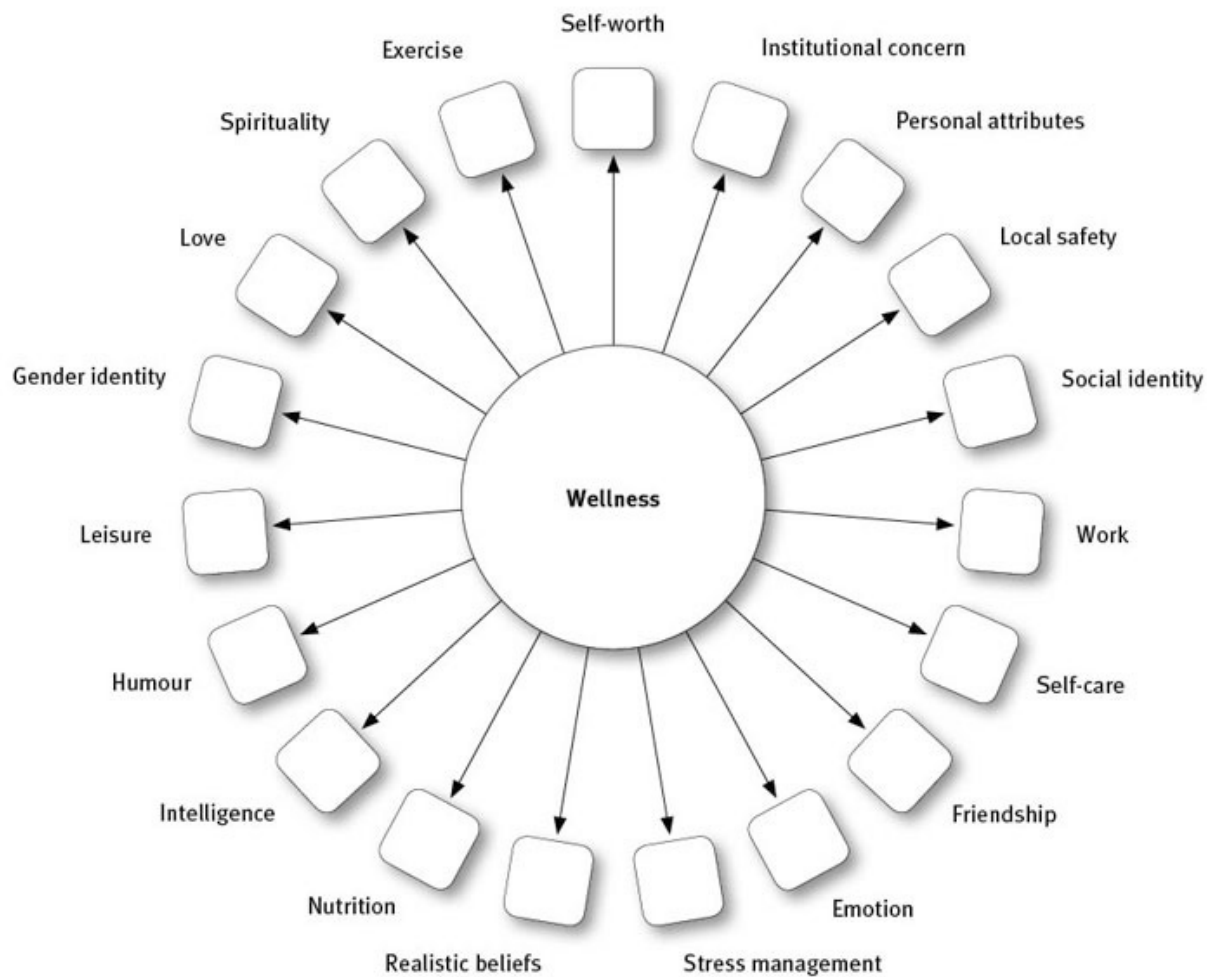 Self-worth
Exercise
Institutional concern
Spirituality
Personal attributes
Love
Local safety
Gender identity
Social identity
Wellness
Leisure
Work
Humour
Self-care
Intelligence
Friendship
Nutrition
Emotion
Realistic beliefs
Stress management